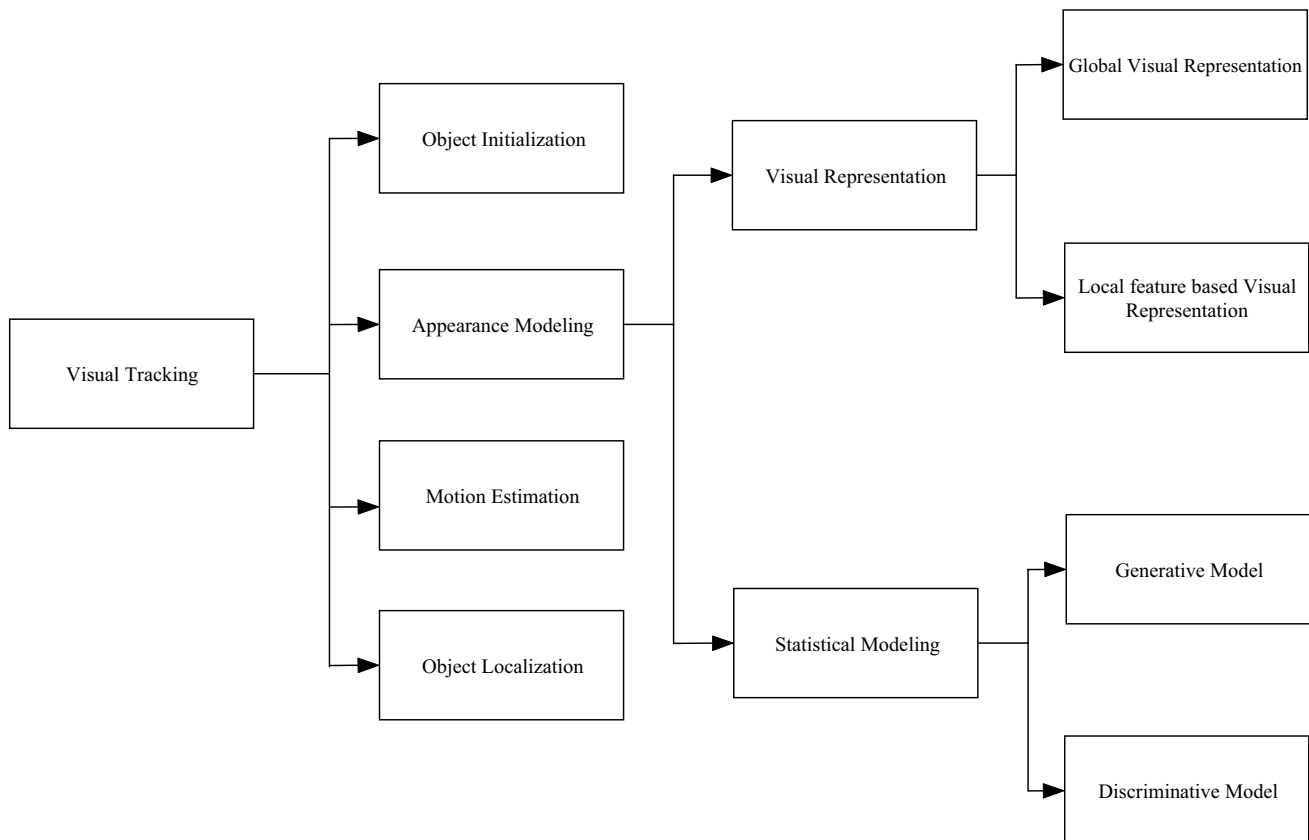 Global Visual Representation
Object Initialization
Visual Representation
Local feature based Visual
Representation
Appearance Modeling
Visual Tracking
Motion Estimation
Generative Model
Statistical Modeling
Object Localization
Discriminative Model